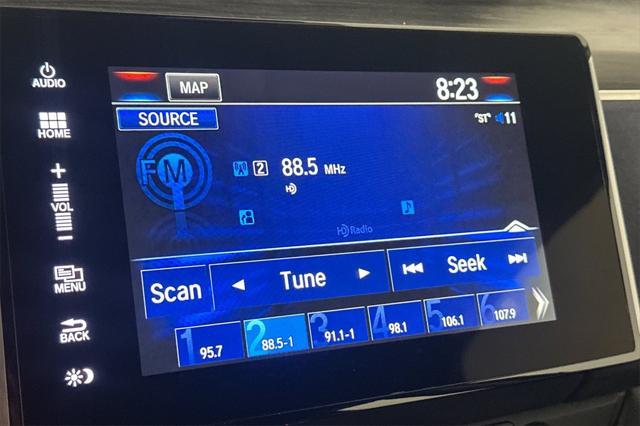 AUDIO
MAP
8:23
HOME
SOURCE
"ST" 11
FM
2 88.5 MHz
HD
VOL
HD Radio
MENU
Scan
Tune
Seek
BACK
1 95.7
2 88.5-1
3 91.1-1
4 98.1
5 106.1
6 107.9